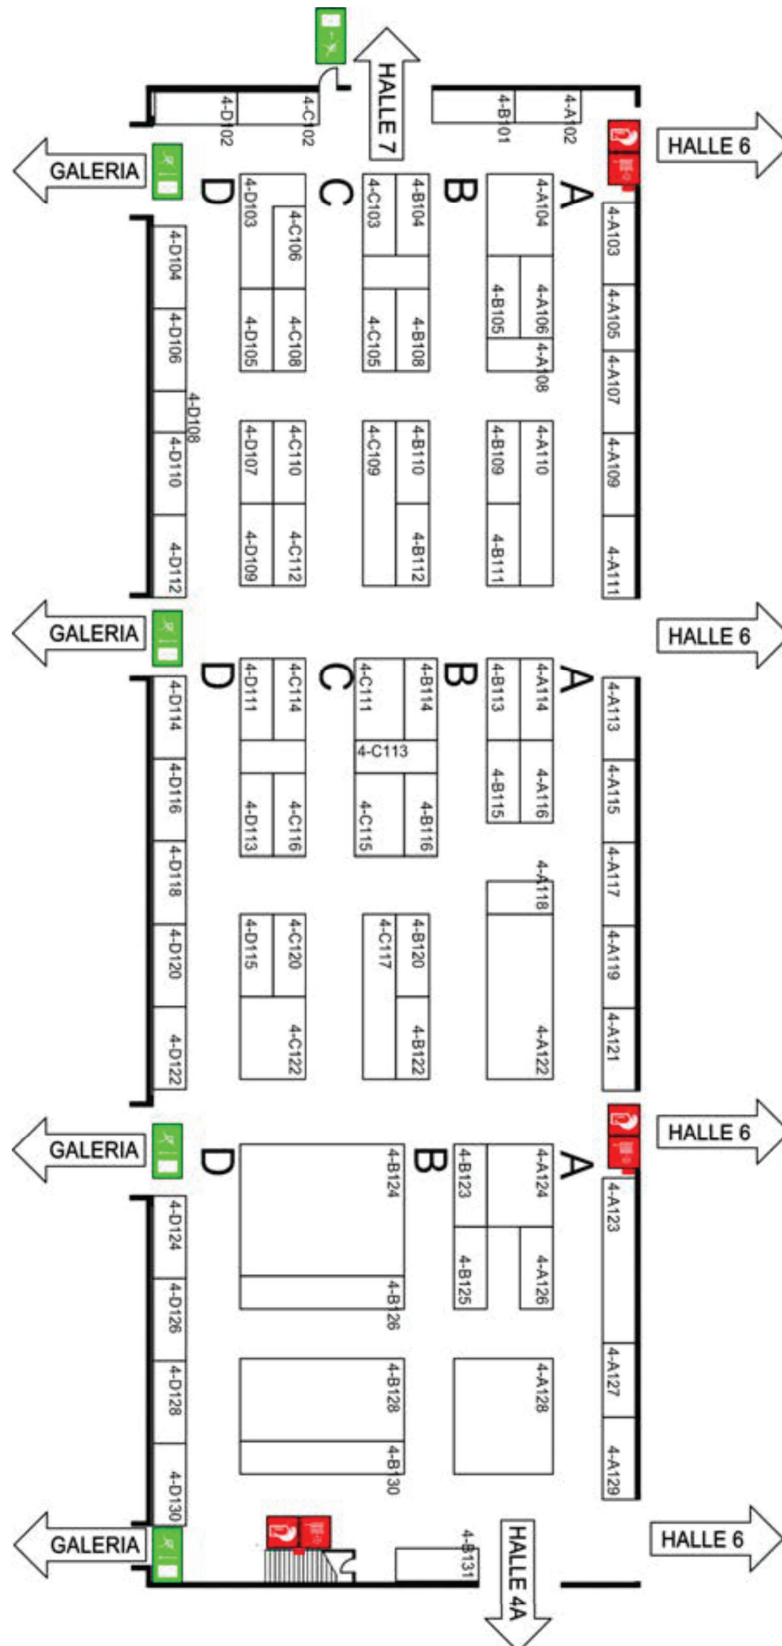 HALLE 7
4-D102
4-C102
4-B101
4-A102
HALLE 6
GALERIA
D
C
B
A
4-D103
4-C106
4-C103
4-B104
4-A104
4-A103
4-D104
4-B105
4-A106
4-A105
4-D106
4-D105
4-C108
4-C105
4-B108
4-A108
4-A107
4-D108
4-D110
4-D107
4-C110
4-C109
4-B110
4-B109
4-A110
4-A109
4-D112
4-D109
4-C112
4-B112
4-B111
4-A111
GALERIA
HALLE 6
D
C
B
A
4-D114
4-D111
4-C114
4-C111
4-B114
4-B113
4-A114
4-A113
4-C113
4-D116
4-D113
4-C116
4-C115
4-B116
4-B115
4-A116
4-A115
4-D118
4-A118
4-A117
4-D120
4-D115
4-C120
4-C117
4-B120
4-A119
4-D122
4-C122
4-B122
4-A122
4-A121
GALERIA
HALLE 6
D
B
A
4-B124
4-B123
4-A124
4-A123
4-D124
4-D126
4-B126
4-B125
4-A126
4-D128
4-B128
4-A128
4-A127
4-D130
4-B130
4-A129
GALERIA
4-B131
HALLE 4A
HALLE 6